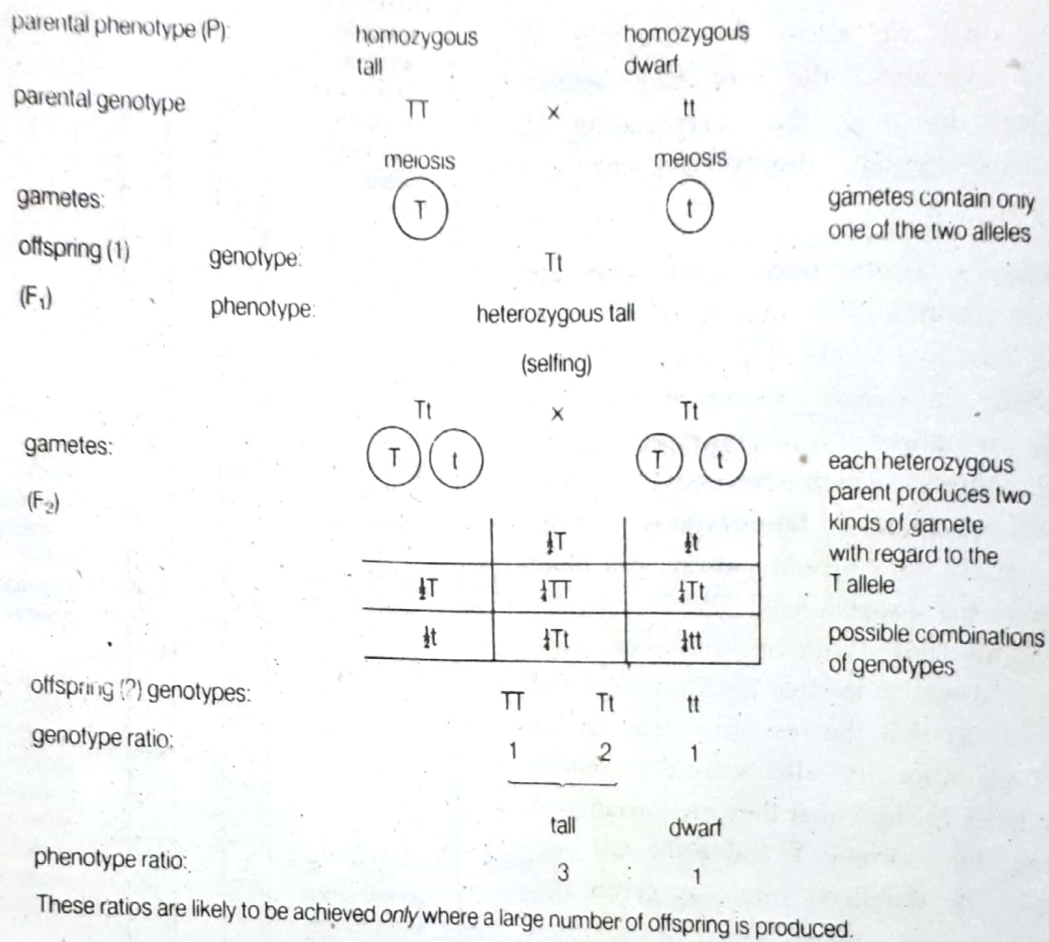 parental phenotype (P): homozygous homozygous
tall dwarf
parental genotype TT × tt
meiosis meiosis
gametes: T t gametes contain only
one of the two alleles
offspring (1) genotype: Tt
(F₁) phenotype: heterozygous tall
(selfing)
Tt × Tt
gametes: T t T t each heterozygous
(F₂) parent produces two
½T ½t kinds of gamete
with regard to the
½T ¼TT ¼Tt T allele
½t ¼Tt ¼tt possible combinations
of genotypes
offspring (?) genotypes: TT Tt tt
genotype ratio: 1 2 1
tall dwarf
phenotype ratio: 3 1
These ratios are likely to be achieved only where a large number of offspring is produced.